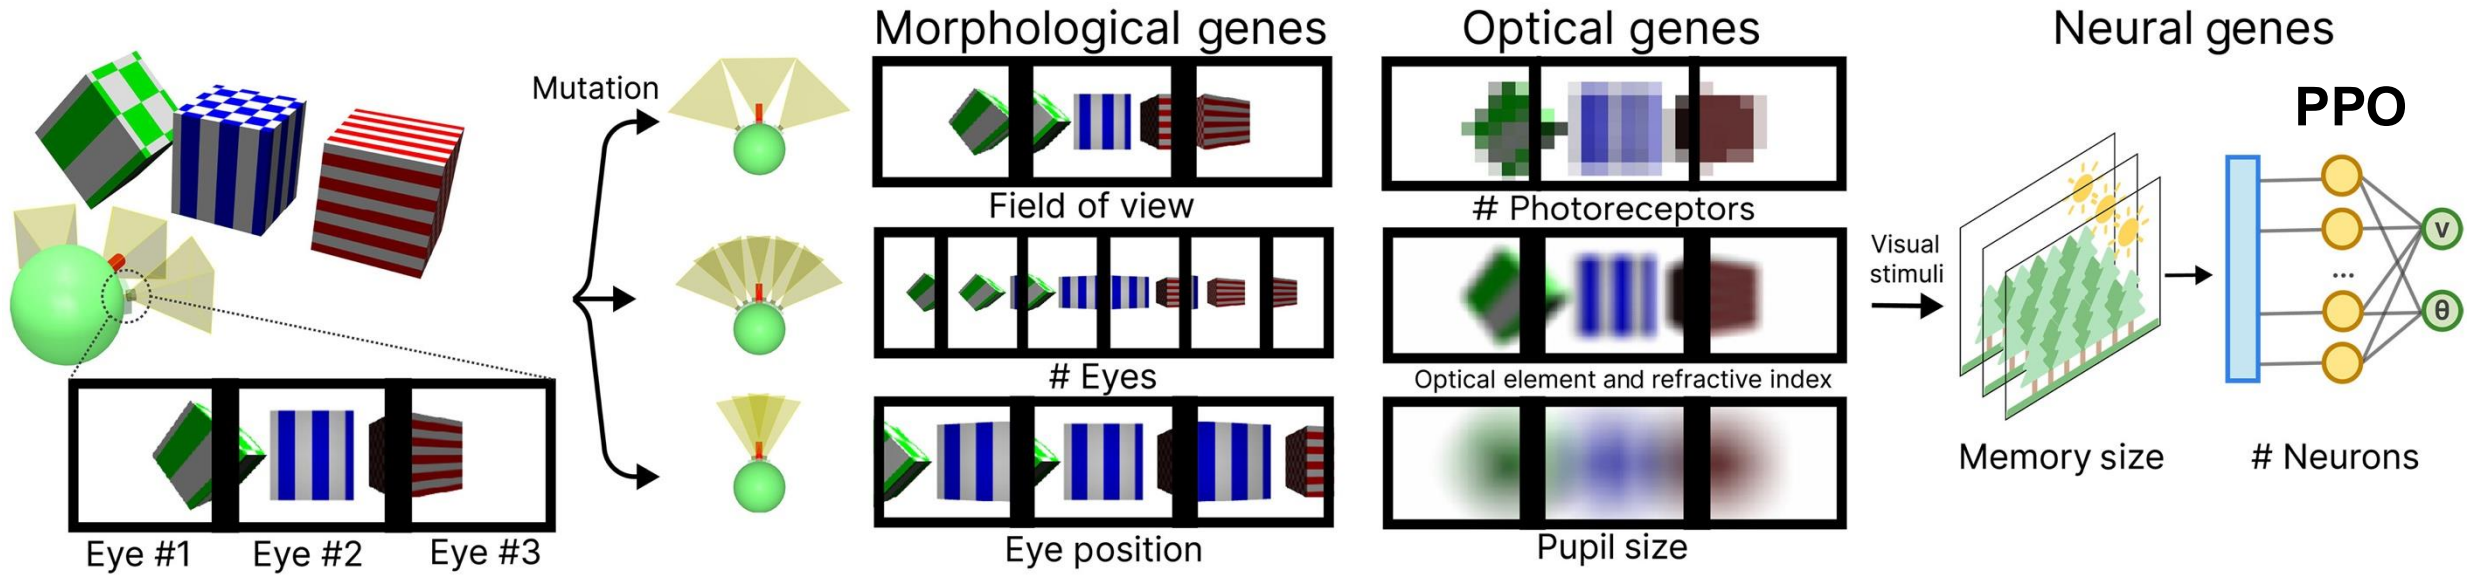 Morphological genes
Optical genes
Neural genes
Mutation
PPO
Field of view
# Photoreceptors
Visual
stimuli
v
...
θ
# Eyes
Optical element and refractive index
Memory size
# Neurons
Eye #1
Eye #2
Eye #3
Eye position
Pupil size